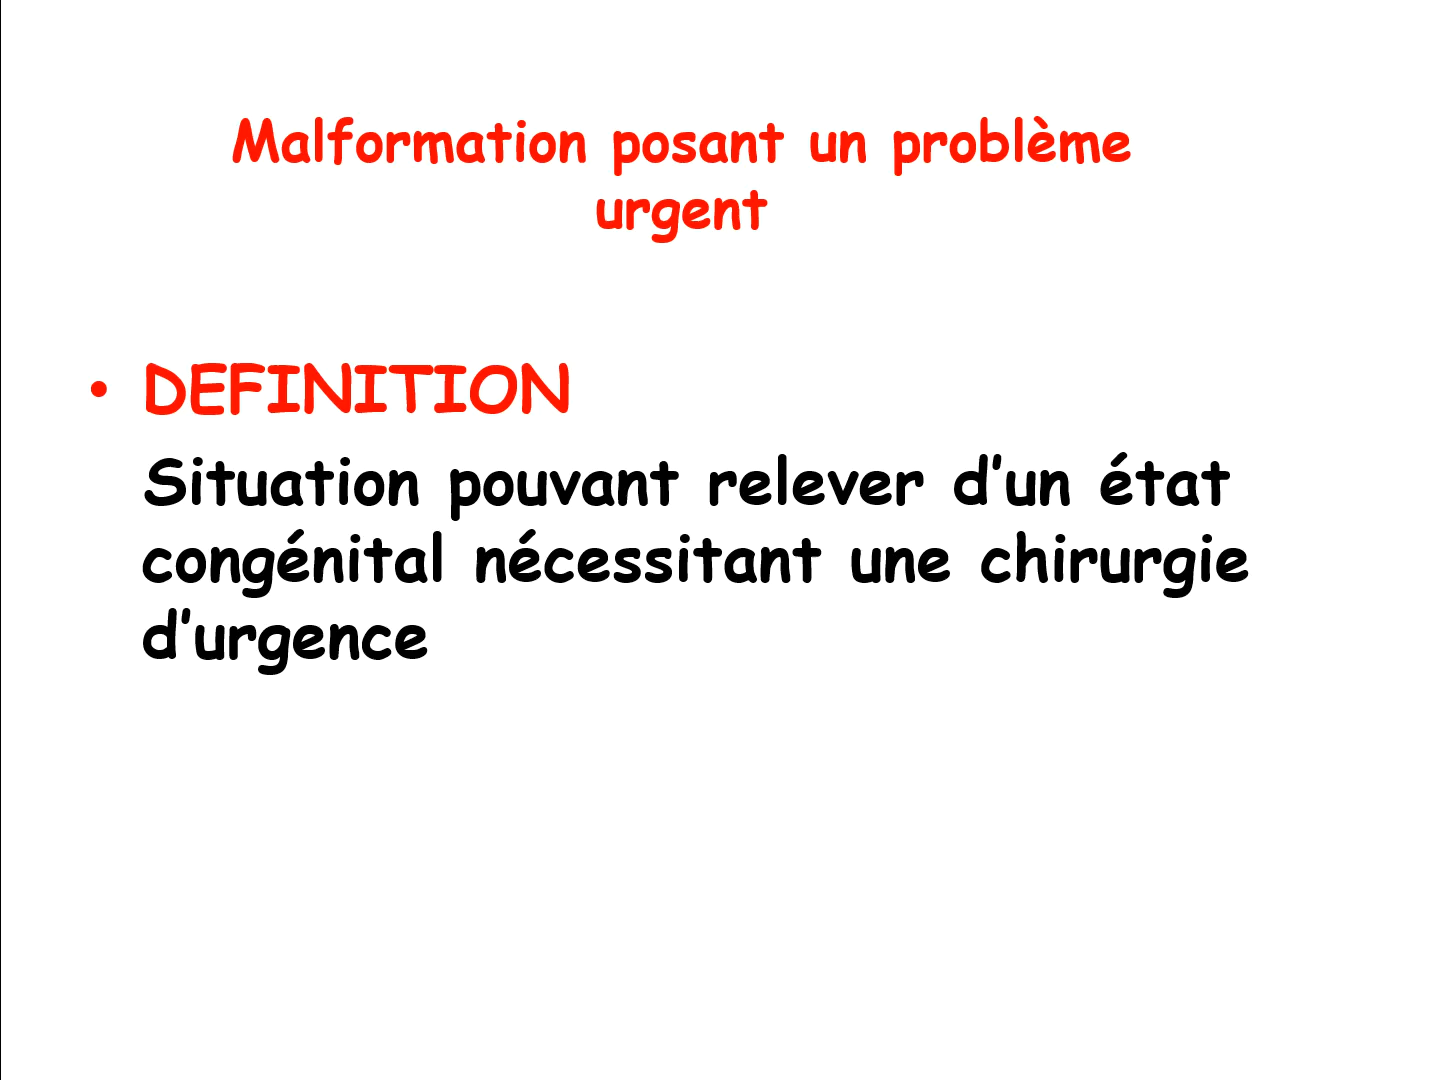 Malformation posant un problème
urgent
• DEFINITION
Situation pouvant relever d’un état
congénital nécessitant une chirurgie
d’urgence